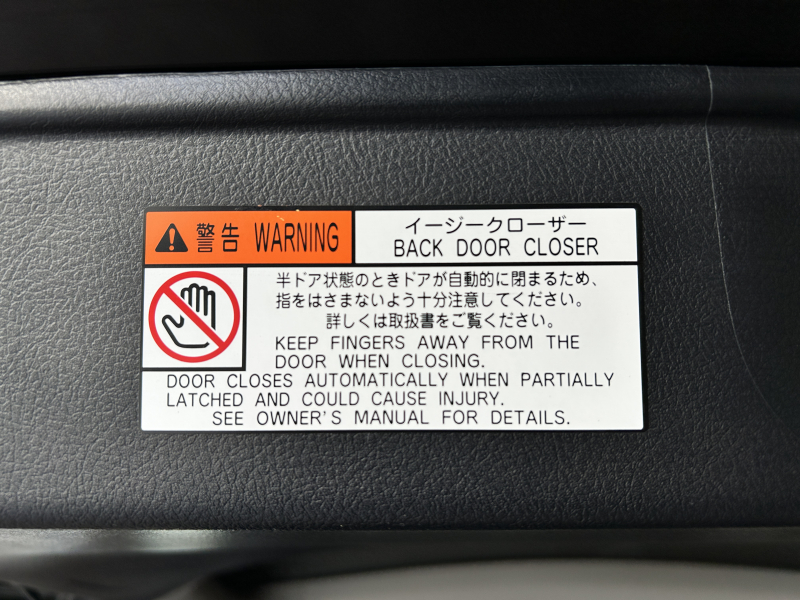 警告 WARNING
イージークローザー
BACK DOOR CLOSER
半ドア状態のときドアが自動的に閉まるため、
指をはさまないよう十分注意してください。
詳しくは取扱書をご覧ください。
KEEP FINGERS AWAY FROM THE
DOOR WHEN CLOSING.
DOOR CLOSES AUTOMATICALLY WHEN PARTIALLY
LATCHED AND COULD CAUSE INJURY.
SEE OWNER'S MANUAL FOR DETAILS.